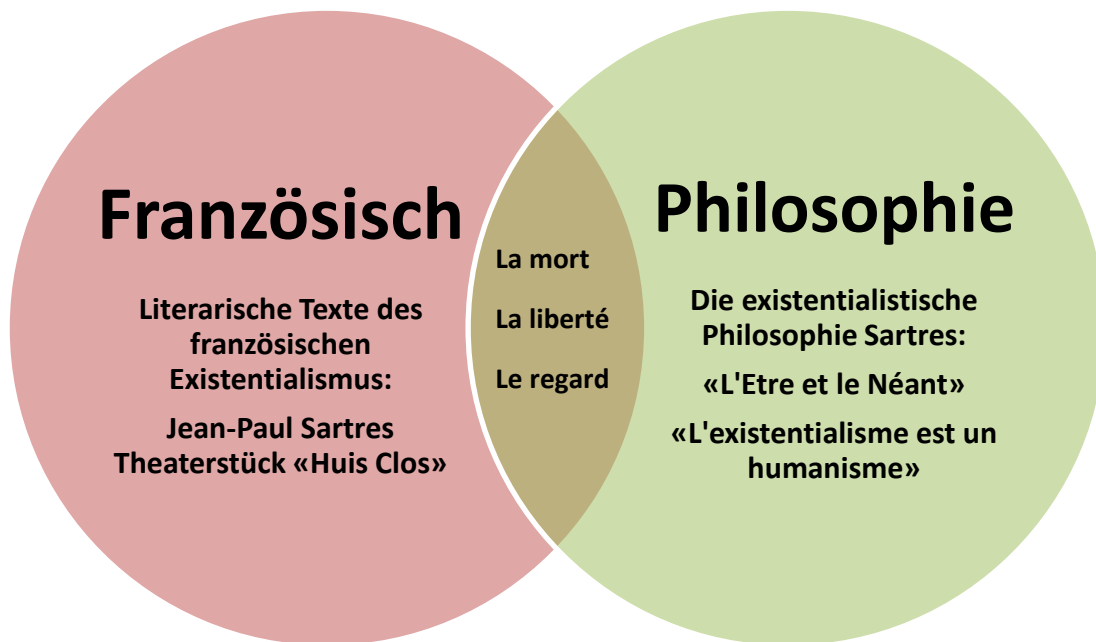 Französisch
Literarische Texte des
französischen
Existentialismus:
Jean-Paul Sartres
Theaterstück «Huis Clos»
La mort
La liberté
Le regard
Philosophie
Die existentialistische
Philosophie Sartres:
«L'Etre et le Néant»
«L'existentialisme est un
humanisme»